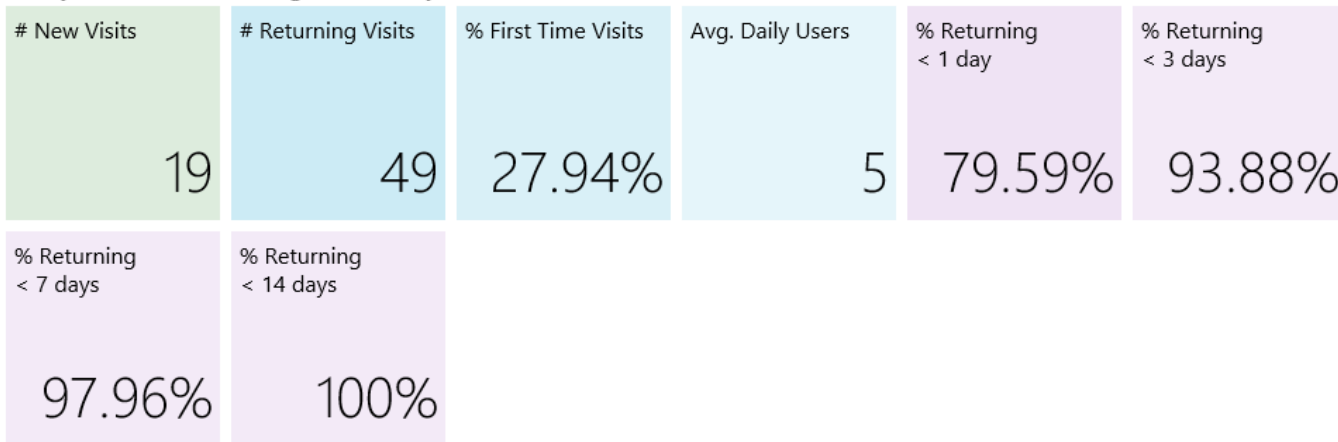 # New Visits
19
# Returning Visits
49
% First Time Visits
27.94%
Avg. Daily Users
5
% Returning
< 1 day
79.59%
% Returning
< 3 days
93.88%
% Returning
< 7 days
97.96%
% Returning
< 14 days
100%